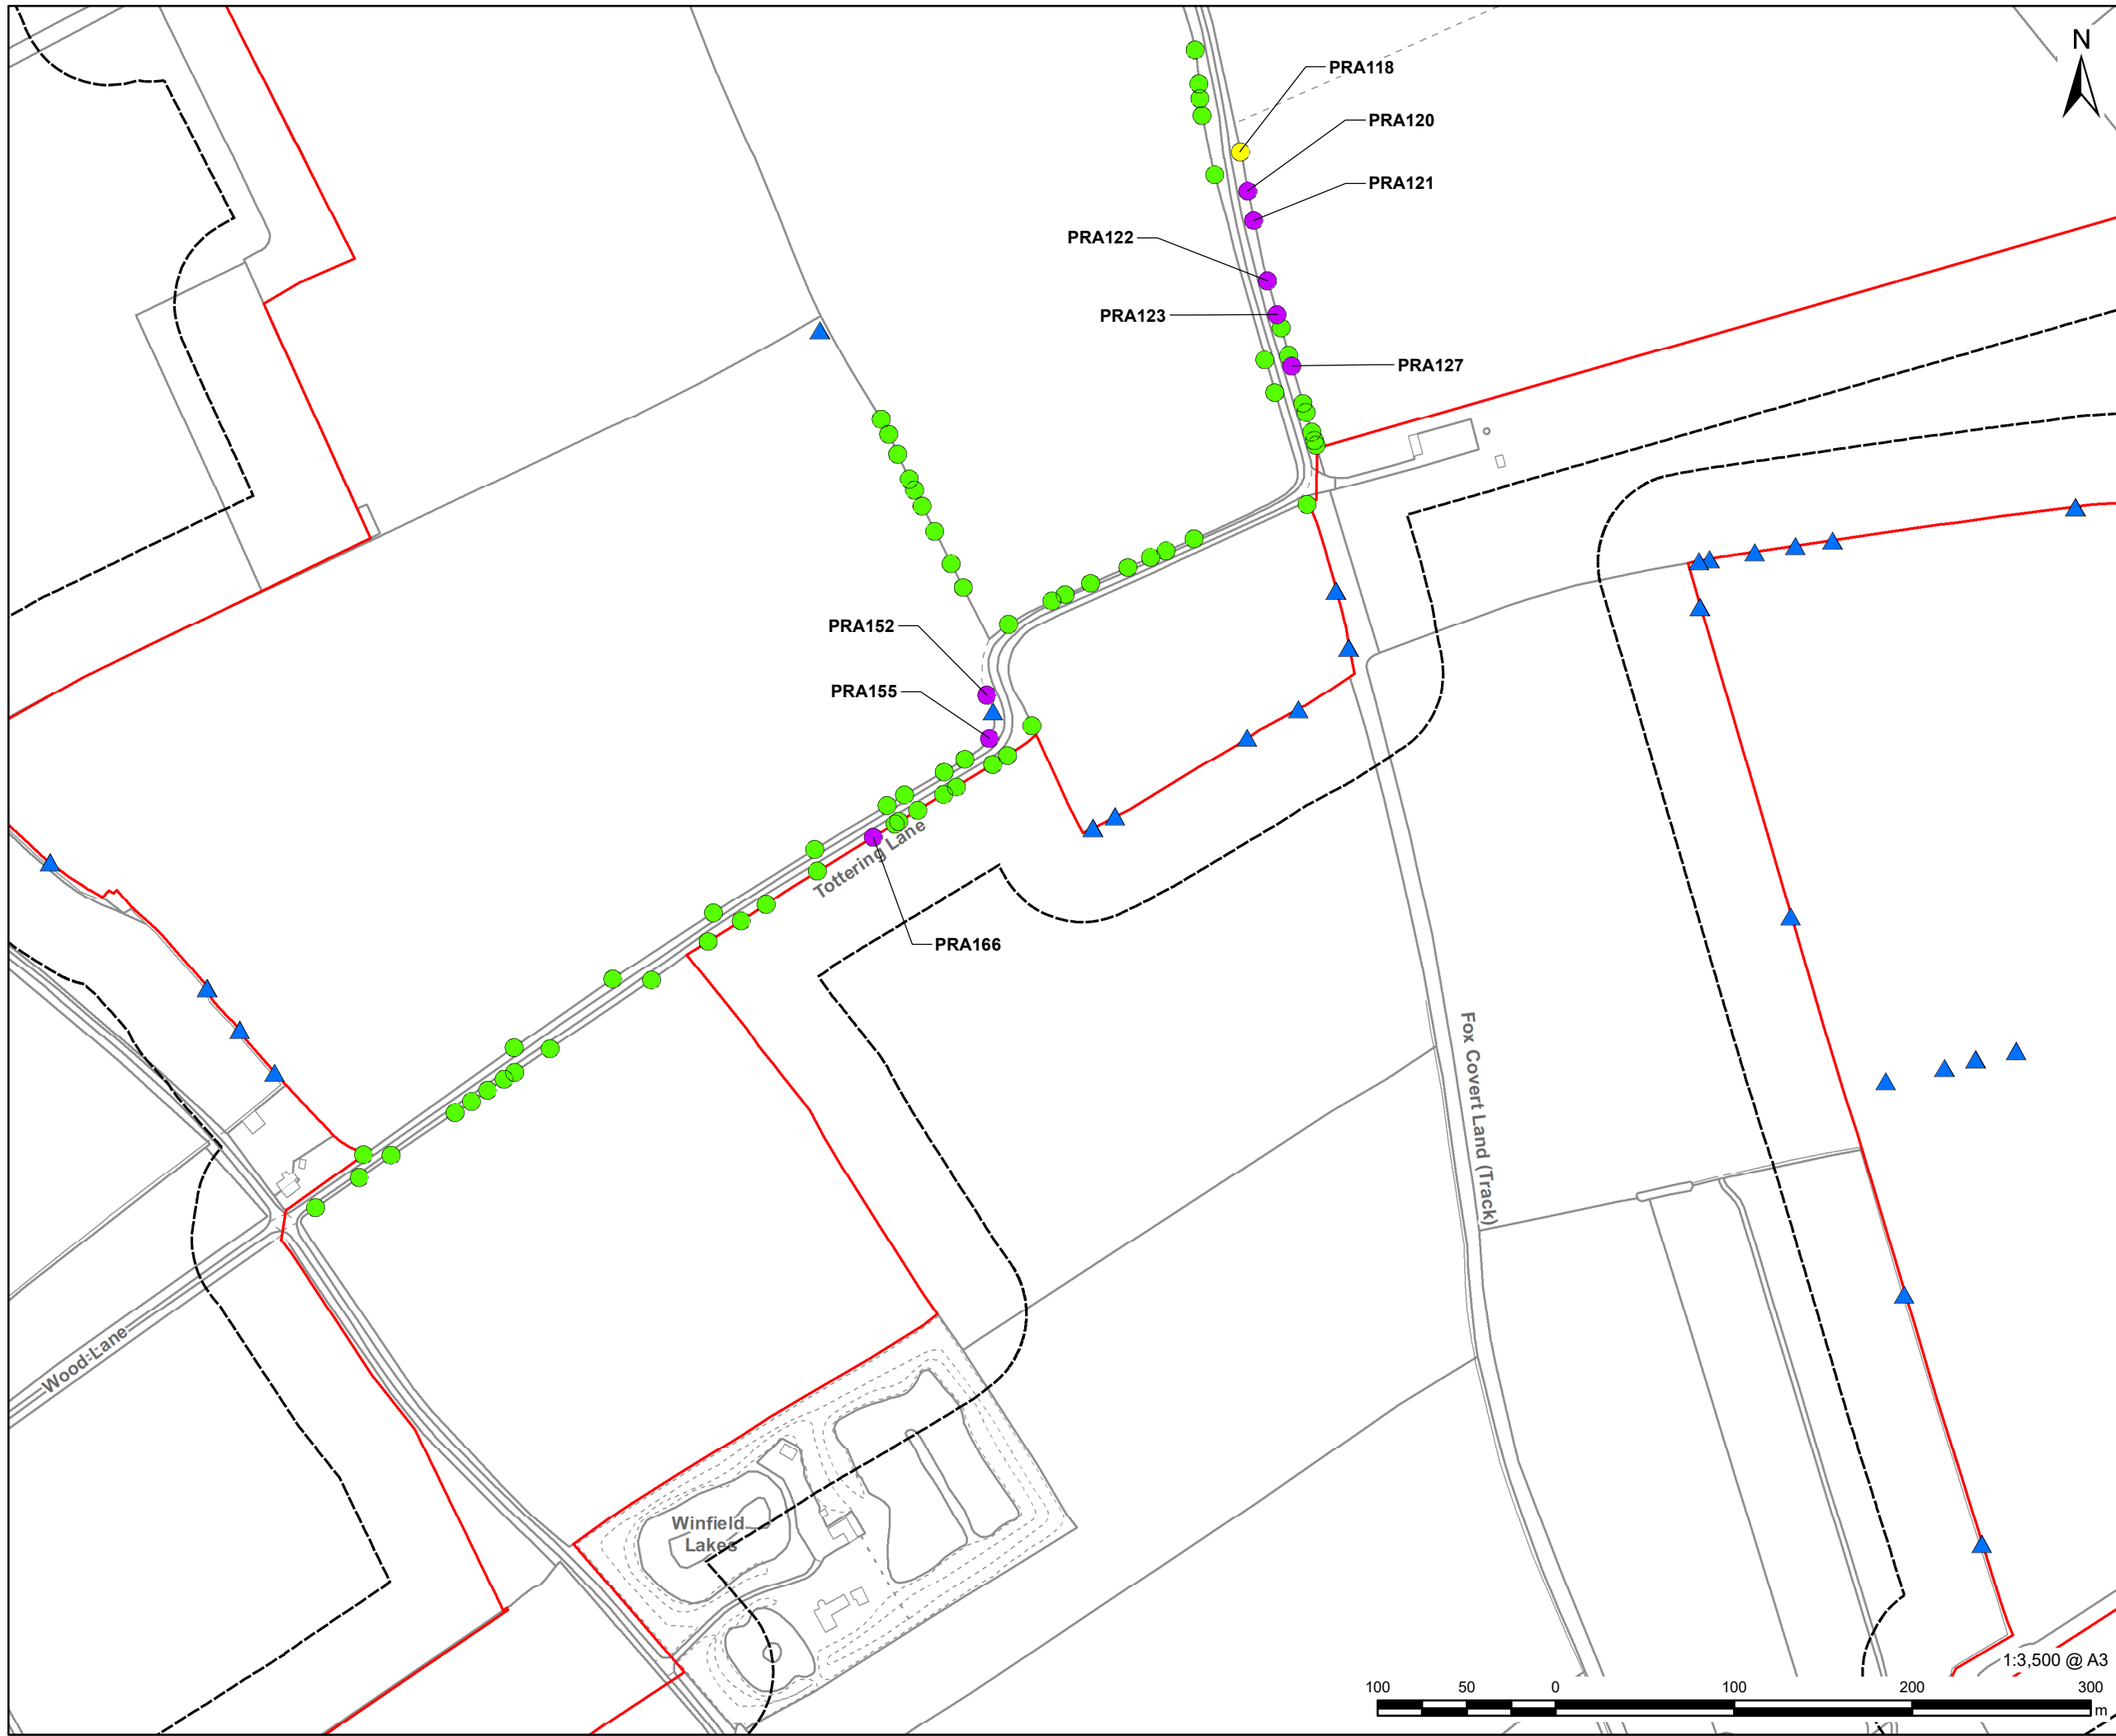 N
PRA118
PRA120
PRA121
PRA122
PRA123
PRA127
PRA152
PRA155
Tottering Lane
PRA166
Fox Covert Land (Track)
Wood Lane
Winfield
Lakes
1:3,500 @ A3
100 50 0 100 200 300
m